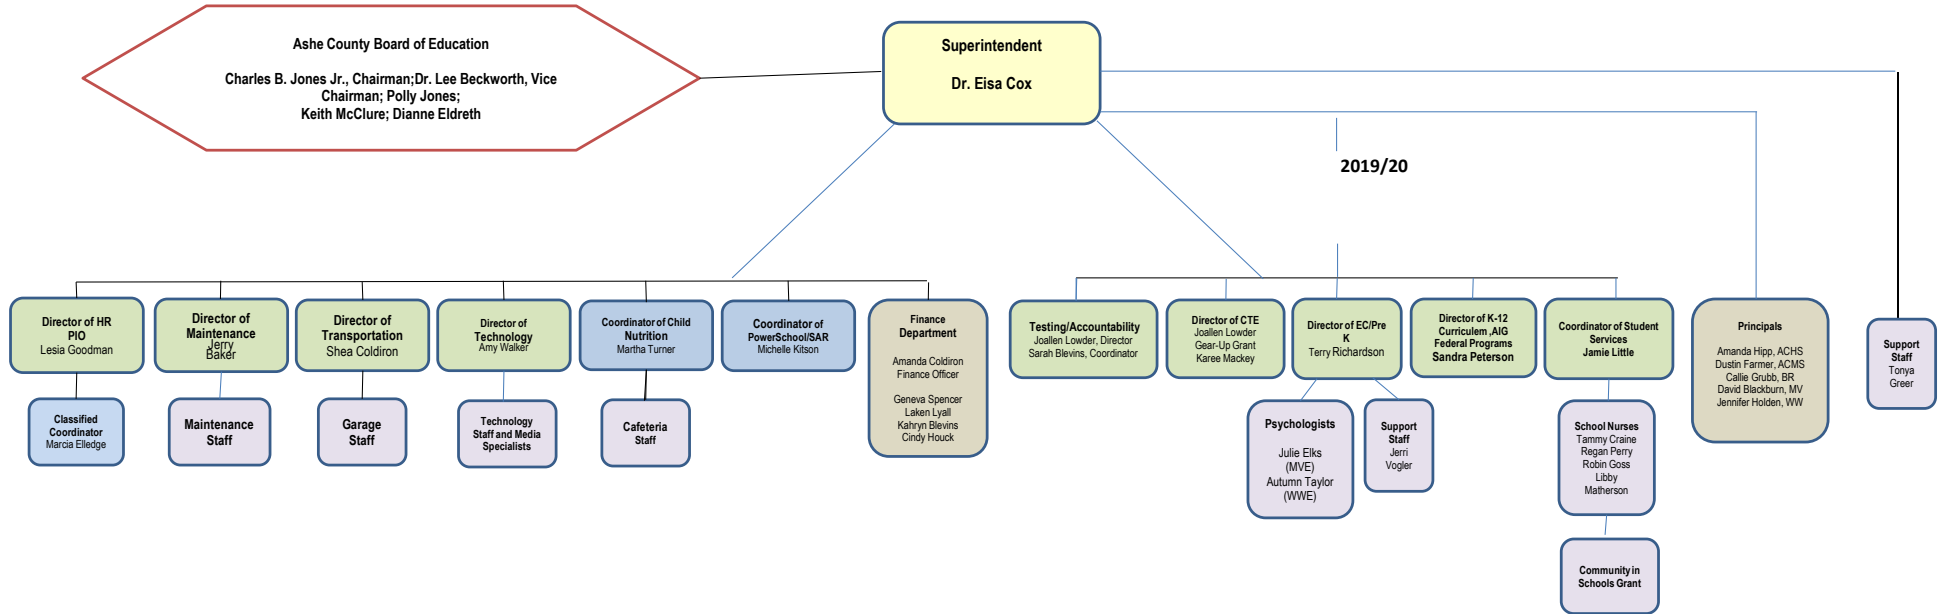 Ashe County Board of Education
Charles B. Jones Jr., Chairman;Dr. Lee Beckworth, Vice
Chairman; Polly Jones;
Keith McClure; Dianne Eldreth
Superintendent
Dr. Eisa Cox
2019/20
Director of HR
PIO
Lesia Goodman
Director of
Maintenance
Jerry
Baker
Director of
Transportation
Shea Coldiron
Director of
Technology
Amy Walker
Coordinator of Child
Nutrition
Martha Turner
Coordinator of
PowerSchool/SAR
Michelle Kitson
Finance
Department
Amanda Coldiron
Finance Officer
Geneva Spencer
Laken Lyall
Kahryn Blevins
Cindy Houck
Testing/Accountability
Joallen Lowder, Director
Sarah Blevins, Coordinator
Director of CTE
Joallen Lowder
Gear-Up Grant
Karee Mackey
Director of EC/Pre
K
Terry Richardson
Director of K-12
Curriculem ,AIG
Federal Programs
Sandra Peterson
Coordinator of Student
Services
Jamie Little
Principals
Amanda Hipp, ACHS
Dustin Farmer, ACMS
Callie Grubb, BR
David Blackburn, MV
Jennifer Holden, WW
Support
Staff
Tonya
Greer
Classified
Coordinator
Marcia Elledge
Maintenance
Staff
Garage
Staff
Technology
Staff and Media
Specialists
Cafeteria
Staff
Psychologists
Julie Elks
(MVE)
Autumn Taylor
(WWE)
Support
Staff
Jerri
Vogler
School Nurses
Tammy Craine
Regan Perry
Robin Goss
Libby
Matherson
Community in
Schools Grant